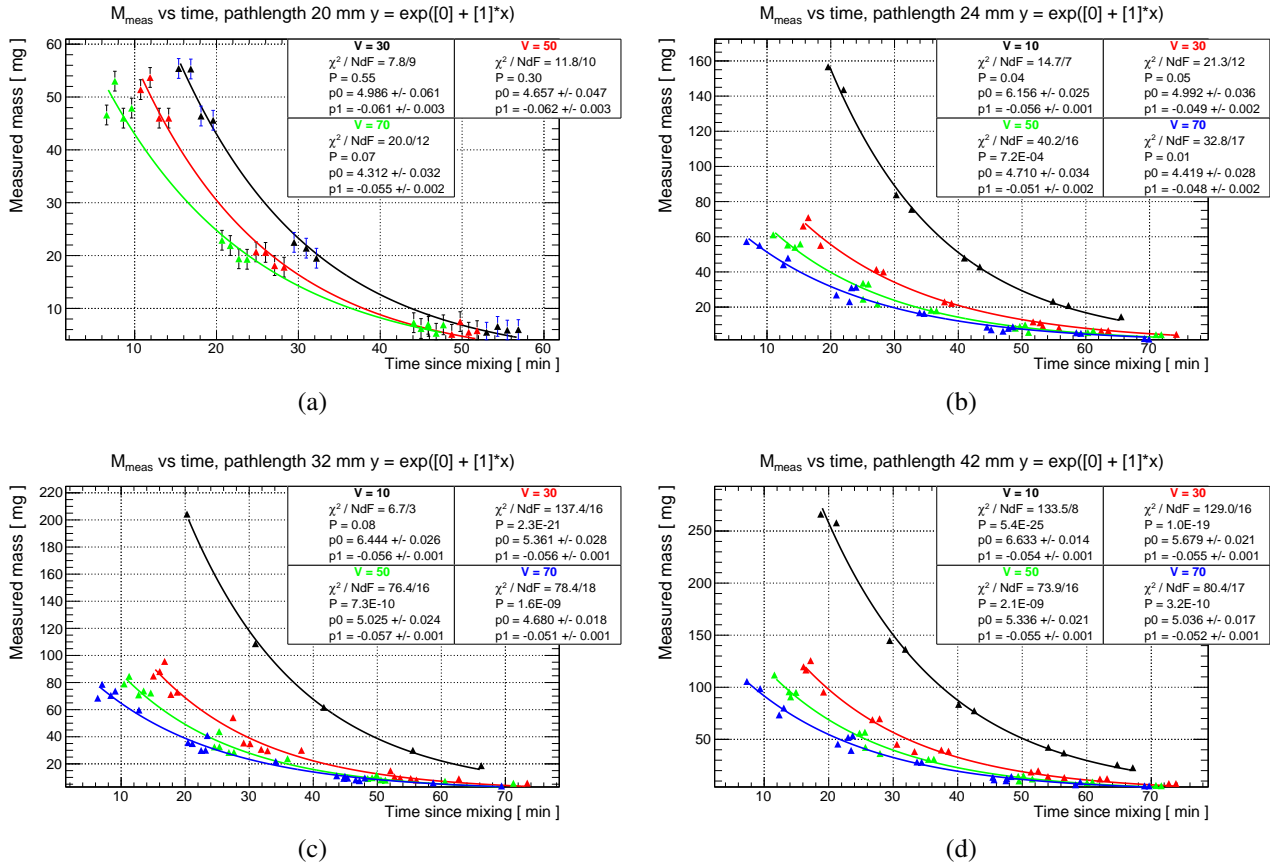 M_meas vs time, pathlength 20 mm y = exp([0] + [1]*x)
Measured mass [ mg ]
60
50
40
30
20
10
V = 30
χ² / NdF = 7.8/9
P = 0.55
p0 = 4.986 +/- 0.061
p1 = -0.061 +/- 0.003
V = 50
χ² / NdF = 11.8/10
P = 0.30
p0 = 4.657 +/- 0.047
p1 = -0.062 +/- 0.003
V = 70
χ² / NdF = 20.0/12
P = 0.07
p0 = 4.312 +/- 0.032
p1 = -0.055 +/- 0.002
10 20 30 40 50 60
Time since mixing [ min ]
(a)
M_meas vs time, pathlength 24 mm y = exp([0] + [1]*x)
Measured mass [ mg ]
160
140
120
100
80
60
40
20
V = 10
χ² / NdF = 14.7/7
P = 0.04
p0 = 6.156 +/- 0.025
p1 = -0.056 +/- 0.001
V = 30
χ² / NdF = 21.3/12
P = 0.05
p0 = 4.992 +/- 0.036
p1 = -0.049 +/- 0.002
V = 50
χ² / NdF = 40.2/16
P = 7.2E-04
p0 = 4.710 +/- 0.034
p1 = -0.051 +/- 0.002
V = 70
χ² / NdF = 32.8/17
P = 0.01
p0 = 4.419 +/- 0.028
p1 = -0.048 +/- 0.002
10 20 30 40 50 60 70
Time since mixing [ min ]
(b)
M_meas vs time, pathlength 32 mm y = exp([0] + [1]*x)
Measured mass [ mg ]
220
200
180
160
140
120
100
80
60
40
20
V = 10
χ² / NdF = 6.7/3
P = 0.08
p0 = 6.444 +/- 0.026
p1 = -0.056 +/- 0.001
V = 30
χ² / NdF = 137.4/16
P = 2.3E-21
p0 = 5.361 +/- 0.028
p1 = -0.056 +/- 0.001
V = 50
χ² / NdF = 76.4/16
P = 7.3E-10
p0 = 5.025 +/- 0.024
p1 = -0.057 +/- 0.001
V = 70
χ² / NdF = 78.4/18
P = 1.6E-09
p0 = 4.680 +/- 0.018
p1 = -0.051 +/- 0.001
10 20 30 40 50 60 70
Time since mixing [ min ]
(c)
M_meas vs time, pathlength 42 mm y = exp([0] + [1]*x)
Measured mass [ mg ]
250
200
150
100
50
V = 10
χ² / NdF = 133.5/8
P = 5.4E-25
p0 = 6.633 +/- 0.014
p1 = -0.054 +/- 0.001
V = 30
χ² / NdF = 129.0/16
P = 1.0E-19
p0 = 5.679 +/- 0.021
p1 = -0.055 +/- 0.001
V = 50
χ² / NdF = 73.9/16
P = 2.1E-09
p0 = 5.336 +/- 0.021
p1 = -0.055 +/- 0.001
V = 70
χ² / NdF = 80.4/17
P = 3.2E-10
p0 = 5.036 +/- 0.017
p1 = -0.052 +/- 0.001
10 20 30 40 50 60 70
Time since mixing [ min ]
(d)